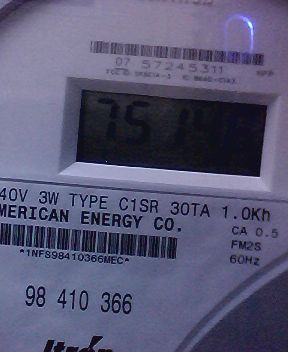 07 57245311
40V 3W TYPE C1SR 30TA 1.0Kh
MERICAN ENERGY CO.
CA 0.5
FM2S
*1NFS98410366MEC*
60Hz
98 410 366
Itron